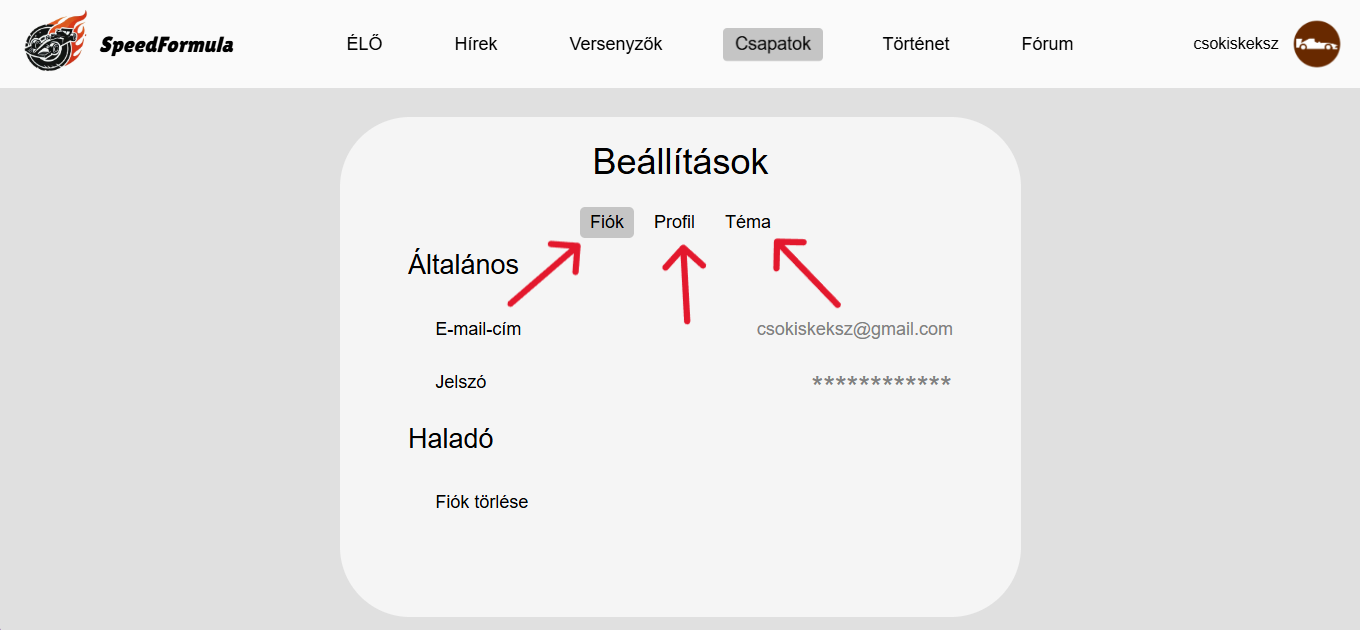 SpeedFormula ÉLŐ Hírek Versenyzők Csapatok Történet Fórum csokiskeksz
Beállítások
Fiók Profil Téma
Általános
E-mail-cím csokiskeksz@gmail.com
Jelszó ************
Haladó
Fiók törlése